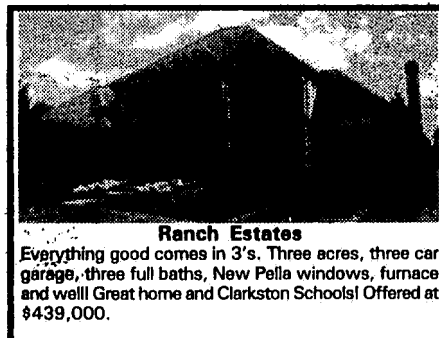 Ranch Estates
Everything good comes in 3's. Three acres, three car
garage, three full baths, New Pella windows, furnace
and well! Great home and Clarkston Schools! Offered at
$439,000.